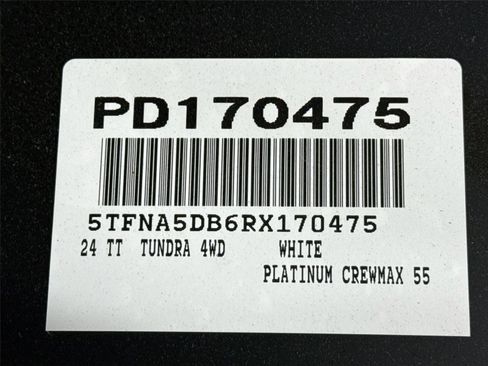 PD170475
5TFNA5DB6RX170475
24 TT TUNDRA 4WD WHITE
PLATINUM CREWMAX 55